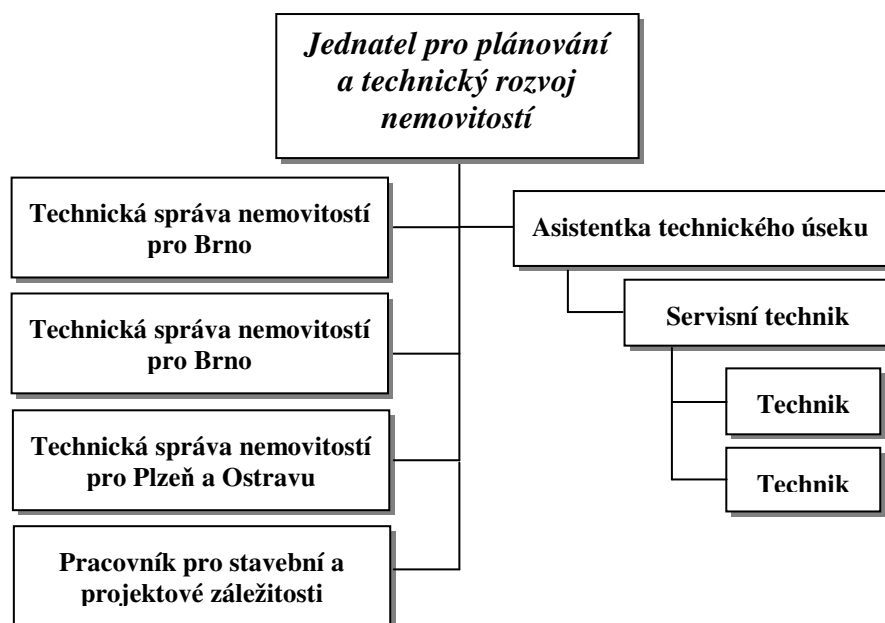 Jednatel pro plánování
a technický rozvoj
nemovitostí
Technická správa nemovitostí
pro Brno
Technická správa nemovitostí
pro Brno
Technická správa nemovitostí
pro Plzeň a Ostravu
Pracovník pro stavební a
projektové záležitosti
Asistentka technického úseku
Servisní technik
Technik
Technik